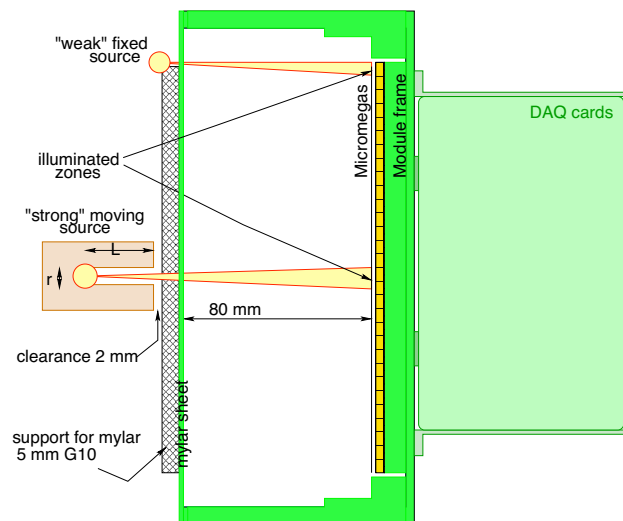 "weak" fixed
source
DAQ cards
Micromegas
Module frame
illuminated
zones
"strong" moving
source
L
r
80 mm
clearance 2 mm
mylar sheet
support for mylar
5 mm G10